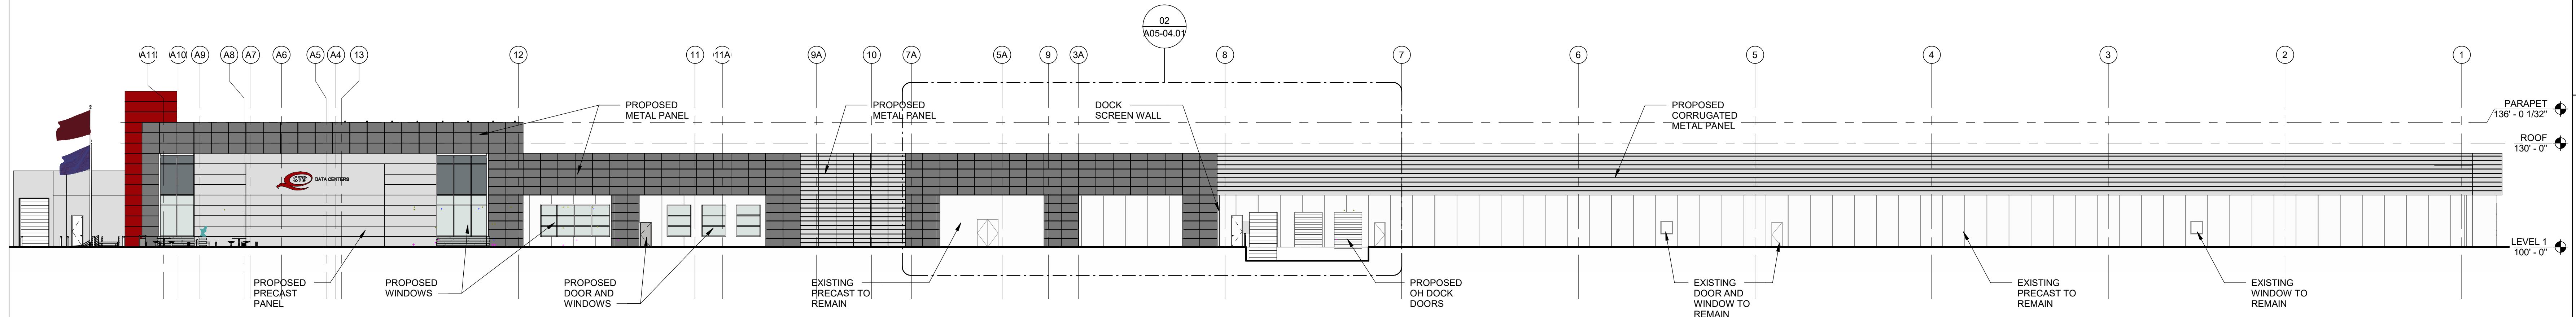 02
A05-04.01
A11
A10
A9
A8
A7
A6
A5
A4
13
12
11
11A
9A
10
7A
5A
9
3A
8
7
6
5
4
3
2
1
PROPOSED
METAL PANEL
PROPOSED
METAL PANEL
DOCK
SCREEN WALL
PROPOSED
CORRUGATED
METAL PANEL
PARAPET
136' - 0 1/32"
ROOF
130' - 0"
QTS
DATA CENTERS
LEVEL 1
100' - 0"
PROPOSED
PRECAST
PANEL
PROPOSED
WINDOWS
PROPOSED
DOOR AND
WINDOWS
EXISTING
PRECAST TO
REMAIN
PROPOSED
OH DOCK
DOORS
EXISTING
DOOR AND
WINDOW TO
REMAIN
EXISTING
PRECAST TO
REMAIN
EXISTING
WINDOW TO
REMAIN